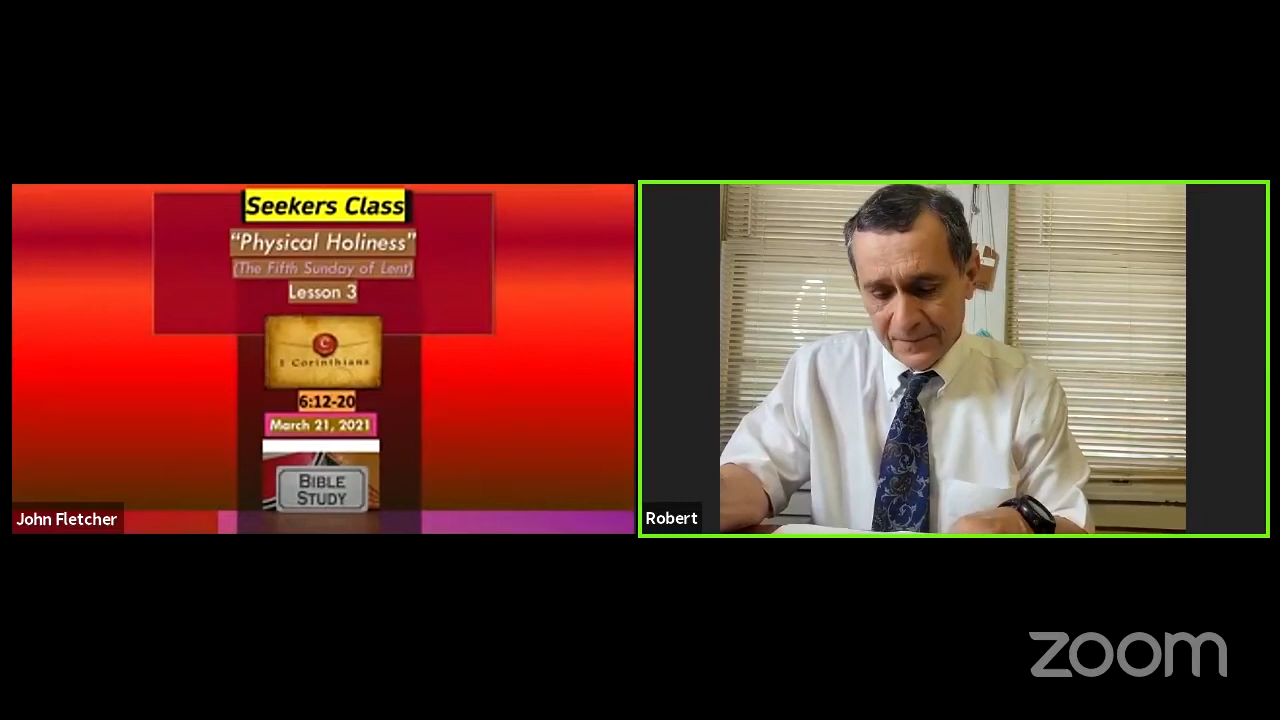 Seekers Class
“Physical Holiness”
(The Fifth Sunday of Lent)
Lesson 3
1 Corinthians
6:12-20
March 21, 2021
BIBLE
STUDY
John Fletcher
Robert
zoom